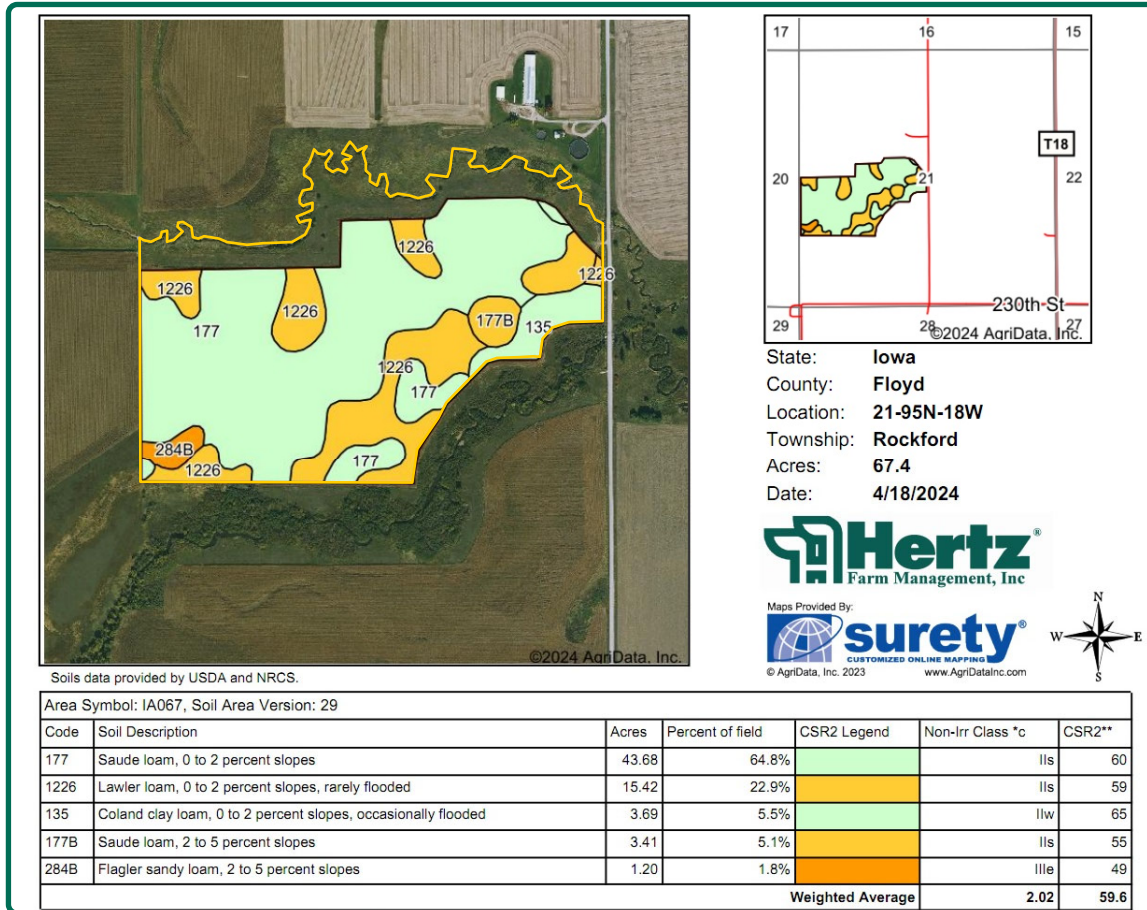 1226
1226
1226
1226
177
177B
135
1226
177
284B
1226
177
©2024 AgriData, Inc.
17
16
15
T18
20
21
22
230th St
29
28
27
©2024 AgriData, Inc.
State: Iowa
County: Floyd
Location: 21-95N-18W
Township: Rockford
Acres: 67.4
Date: 4/18/2024
Hertz®
Farm Management, Inc
Maps Provided By:
surety®
CUSTOMIZED ONLINE MAPPING
© AgriData, Inc. 2023 www.AgriDataInc.com
N
W E
S
Soils data provided by USDA and NRCS.
Area Symbol: IA067, Soil Area Version: 29
Code Soil Description Acres Percent of field CSR2 Legend Non-Irr Class *c CSR2**
177 Saude loam, 0 to 2 percent slopes 43.68 64.8% IIs 60
1226 Lawler loam, 0 to 2 percent slopes, rarely flooded 15.42 22.9% IIs 59
135 Coland clay loam, 0 to 2 percent slopes, occasionally flooded 3.69 5.5% IIw 65
177B Saude loam, 2 to 5 percent slopes 3.41 5.1% IIs 55
284B Flagler sandy loam, 2 to 5 percent slopes 1.20 1.8% IIIe 49
Weighted Average 2.02 59.6